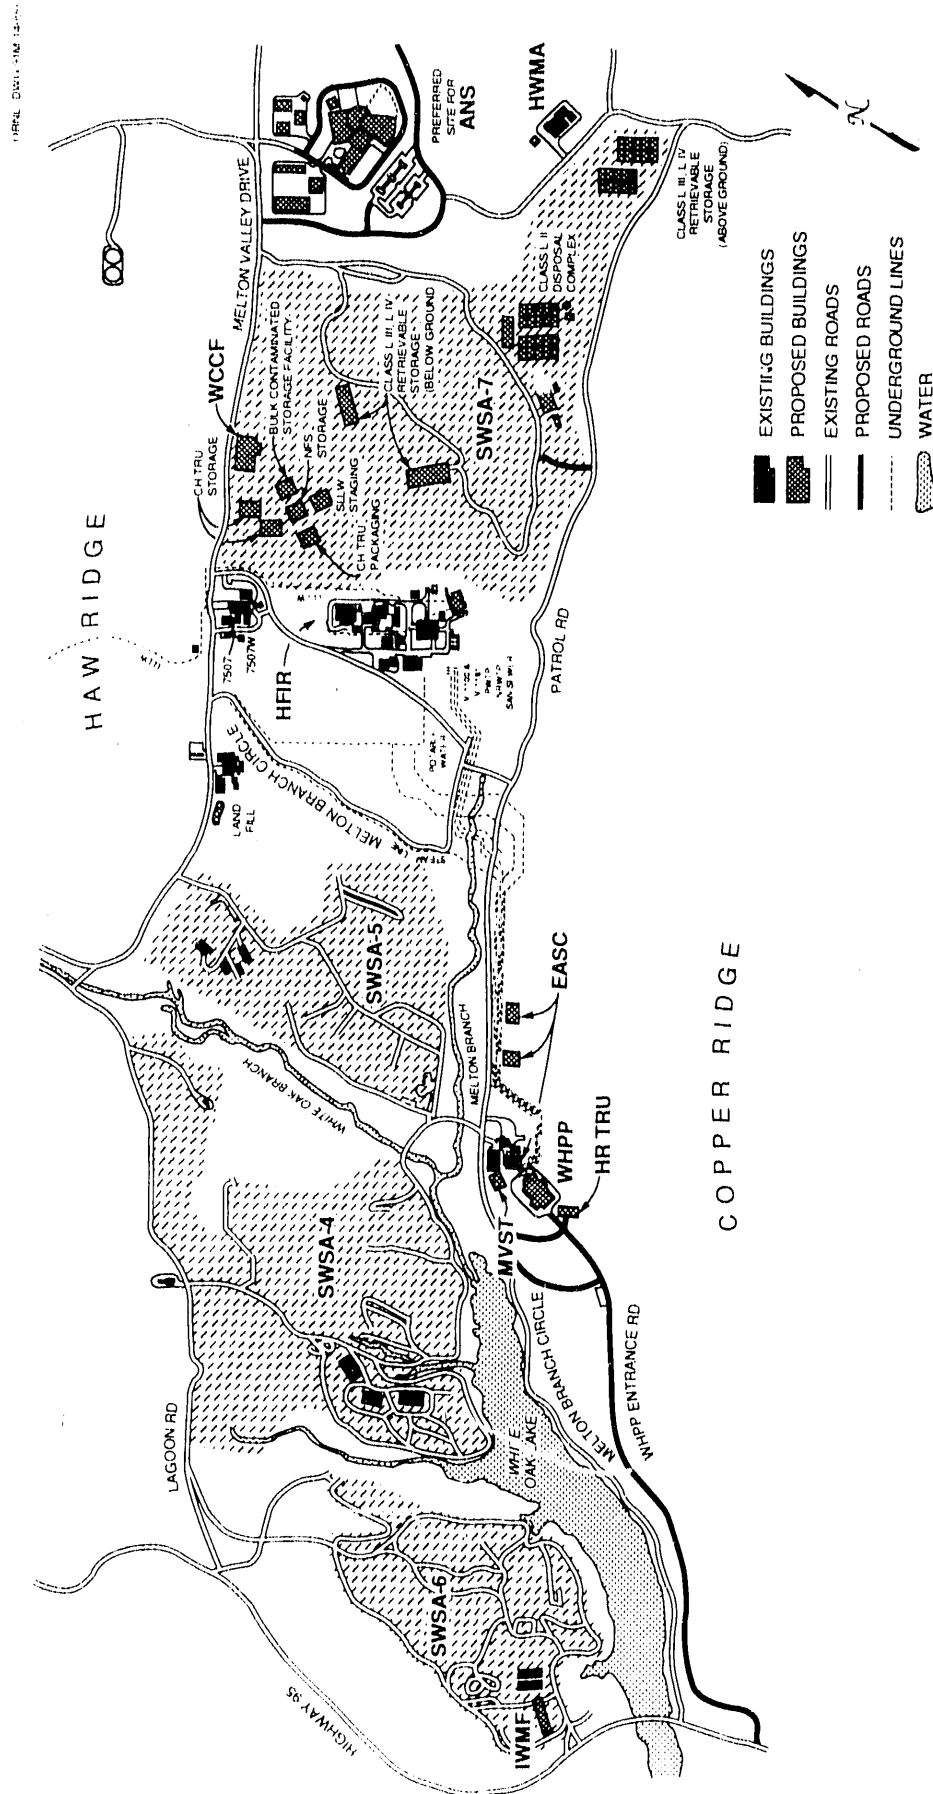 HIGHWAY 95
LAGOON RD
IWMF
SWSA-6
SWSA-4
WHITE OAK BRANCH
SWSA-5
MELTON BRANCH
MELTON BRANCH CIRCLE
WHPP ENTRANCE RD
MVST
WHPP
HR TRU
EASC
COPPER RIDGE
HAW RIDGE
LAND
FILL
MELTON BRANCH CIRCLE
7507
7507W
HFIR
WATER
PATROL RD
CH TRU
STORAGE
WCCF
BULK CONTAMINATED
STORAGE FACILITY
NFS
STORAGE
SLLW
STAGING
CH TRU
PACKAGING
CLASS L III, L IV
RETRIEVABLE
STORAGE
(BELOW GROUND)
SWSA-7
MELTON VALLEY DRIVE
CLASS L II
DISPOSAL
COMPLEX
PREFERRED
SITE FOR
ANS
HWMA
CLASS L III, L IV
RETRIEVABLE
STORAGE
(ABOVE GROUND)
N
EXISTING BUILDINGS
PROPOSED BUILDINGS
EXISTING ROADS
PROPOSED ROADS
UNDERGROUND LINES
WATER